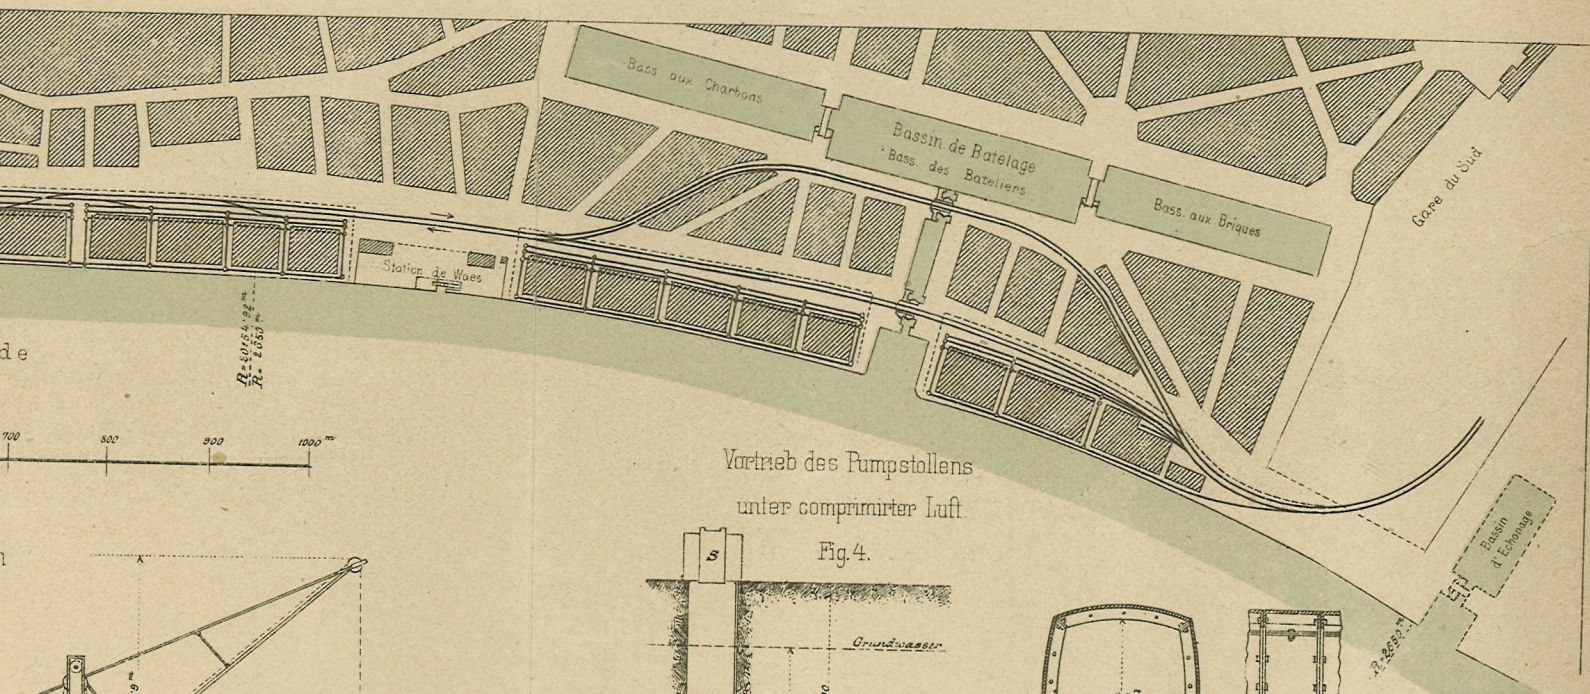 Bass aux Charbons
Bassin de Batelage
Bass. des Bateliers
Bass. aux Briques
Gare du Sud
Station de Waes
de
700 800 900 1000 m
Vortrieb des Pumpstollens
unter comprimirter Luft
Fig. 4.
S
Grundwasser
Bassin
d'Echanage